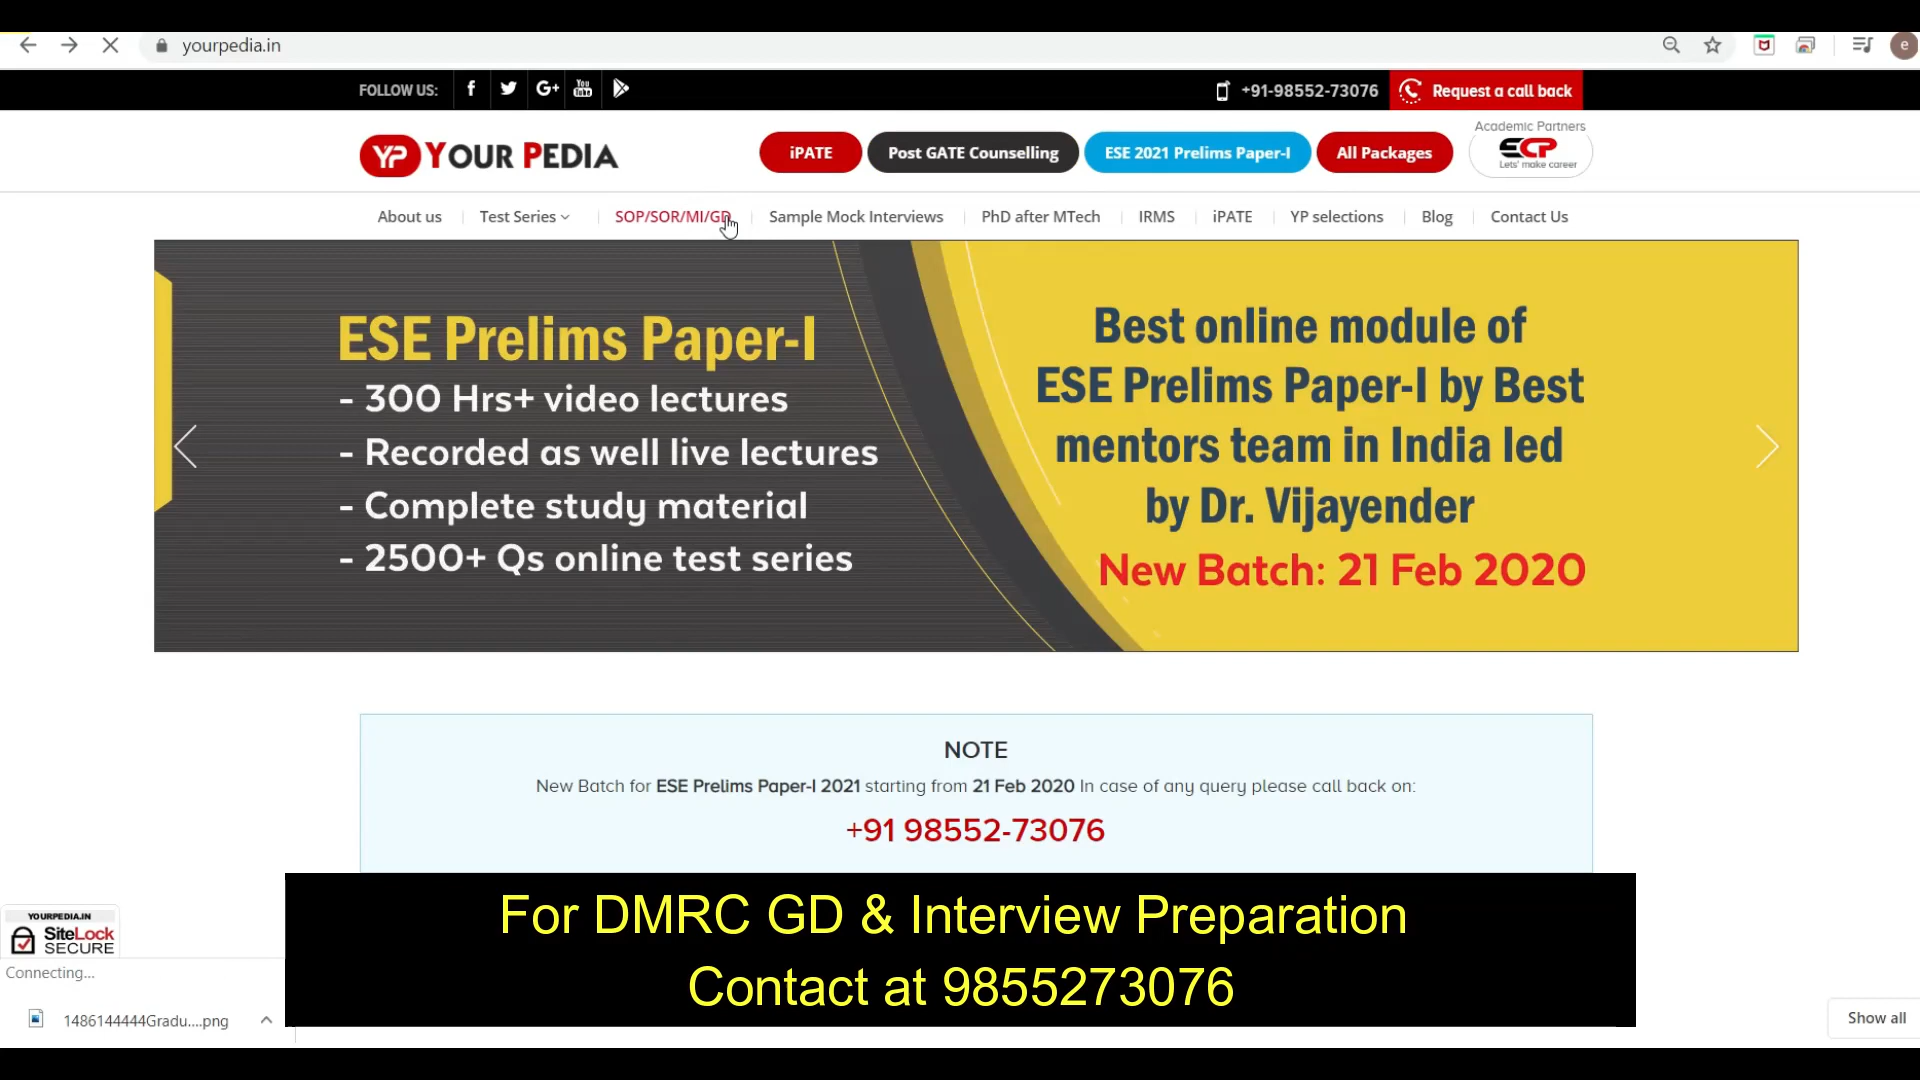 yourpedia.in
e
FOLLOW US:
f
G+
You
Tube
+91-98552-73076
Request a call back
YP YOUR PEDIA
iPATE
Post GATE Counselling
ESE 2021 Prelims Paper-I
All Packages
Academic Partners
ECP
Lets' make career
About us
Test Series
SOP/SOR/MI/GD
Sample Mock Interviews
PhD after MTech
IRMS
iPATE
YP selections
Blog
Contact Us
ESE Prelims Paper-I
- 300 Hrs+ video lectures
- Recorded as well live lectures
- Complete study material
- 2500+ Qs online test series
Best online module of
ESE Prelims Paper-I by Best
mentors team in India led
by Dr. Vijayender
New Batch: 21 Feb 2020
NOTE
New Batch for ESE Prelims Paper-I 2021 starting from 21 Feb 2020 In case of any query please call back on:
+91 98552-73076
For DMRC GD & Interview Preparation
Contact at 9855273076
YOURPEDIA.IN
SiteLock
SECURE
Connecting...
1486144444Gradu....png
Show all